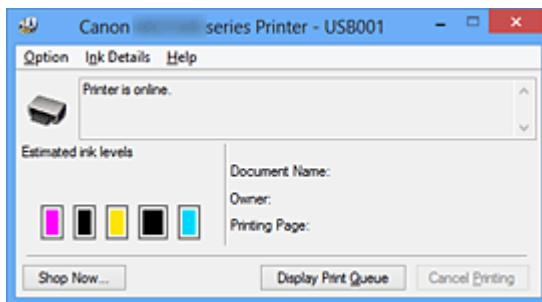 Canon series Printer - USB001
Option Ink Details Help
Printer is online.
Estimated ink levels
Document Name:
Owner:
Printing Page:
Shop Now... Display Print Queue Cancel Printing